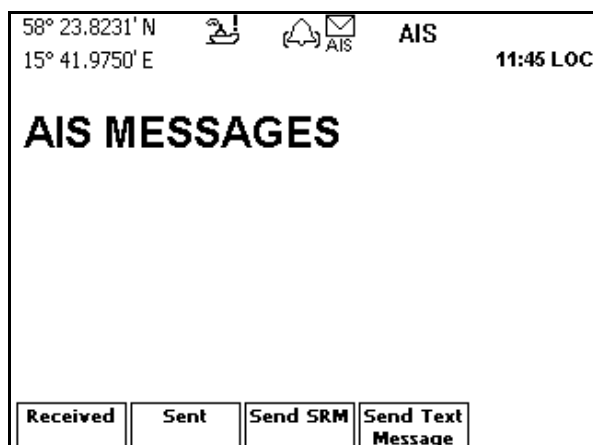 58° 23.8231' N
AIS
AIS
15° 41.9750' E
11:45 LOC
AIS MESSAGES
Received
Sent
Send SRM
Send Text
Message